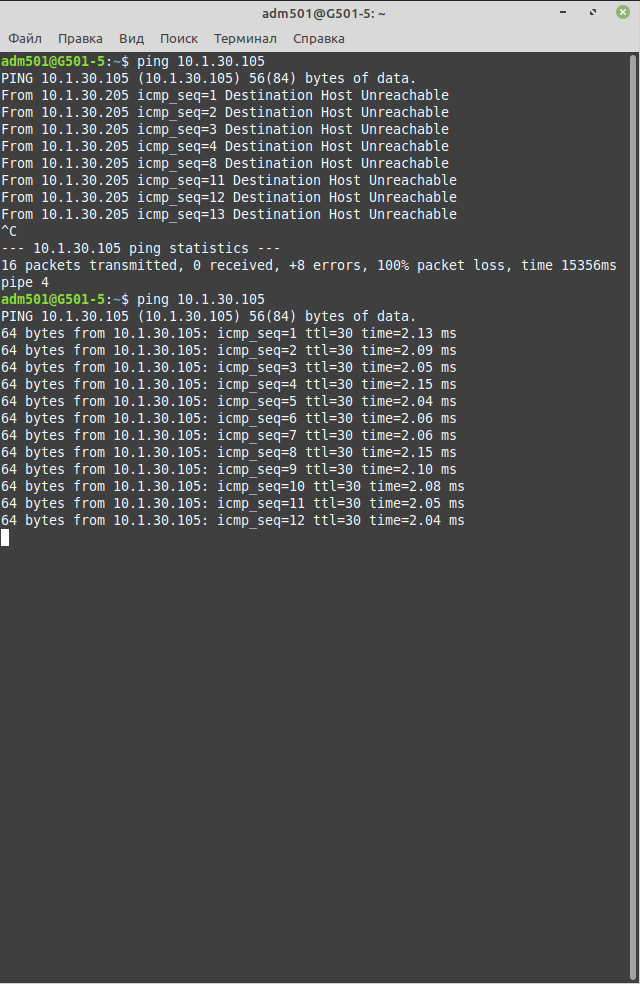 adm501@G501-5: ~
Файл Правка Вид Поиск Терминал Справка
adm501@G501-5:~$ ping 10.1.30.105
PING 10.1.30.105 (10.1.30.105) 56(84) bytes of data.
From 10.1.30.205 icmp_seq=1 Destination Host Unreachable
From 10.1.30.205 icmp_seq=2 Destination Host Unreachable
From 10.1.30.205 icmp_seq=3 Destination Host Unreachable
From 10.1.30.205 icmp_seq=4 Destination Host Unreachable
From 10.1.30.205 icmp_seq=8 Destination Host Unreachable
From 10.1.30.205 icmp_seq=11 Destination Host Unreachable
From 10.1.30.205 icmp_seq=12 Destination Host Unreachable
From 10.1.30.205 icmp_seq=13 Destination Host Unreachable
^C
--- 10.1.30.105 ping statistics ---
16 packets transmitted, 0 received, +8 errors, 100% packet loss, time 15356ms
pipe 4
adm501@G501-5:~$ ping 10.1.30.105
PING 10.1.30.105 (10.1.30.105) 56(84) bytes of data.
64 bytes from 10.1.30.105: icmp_seq=1 ttl=30 time=2.13 ms
64 bytes from 10.1.30.105: icmp_seq=2 ttl=30 time=2.09 ms
64 bytes from 10.1.30.105: icmp_seq=3 ttl=30 time=2.05 ms
64 bytes from 10.1.30.105: icmp_seq=4 ttl=30 time=2.15 ms
64 bytes from 10.1.30.105: icmp_seq=5 ttl=30 time=2.04 ms
64 bytes from 10.1.30.105: icmp_seq=6 ttl=30 time=2.06 ms
64 bytes from 10.1.30.105: icmp_seq=7 ttl=30 time=2.06 ms
64 bytes from 10.1.30.105: icmp_seq=8 ttl=30 time=2.15 ms
64 bytes from 10.1.30.105: icmp_seq=9 ttl=30 time=2.10 ms
64 bytes from 10.1.30.105: icmp_seq=10 ttl=30 time=2.08 ms
64 bytes from 10.1.30.105: icmp_seq=11 ttl=30 time=2.05 ms
64 bytes from 10.1.30.105: icmp_seq=12 ttl=30 time=2.04 ms